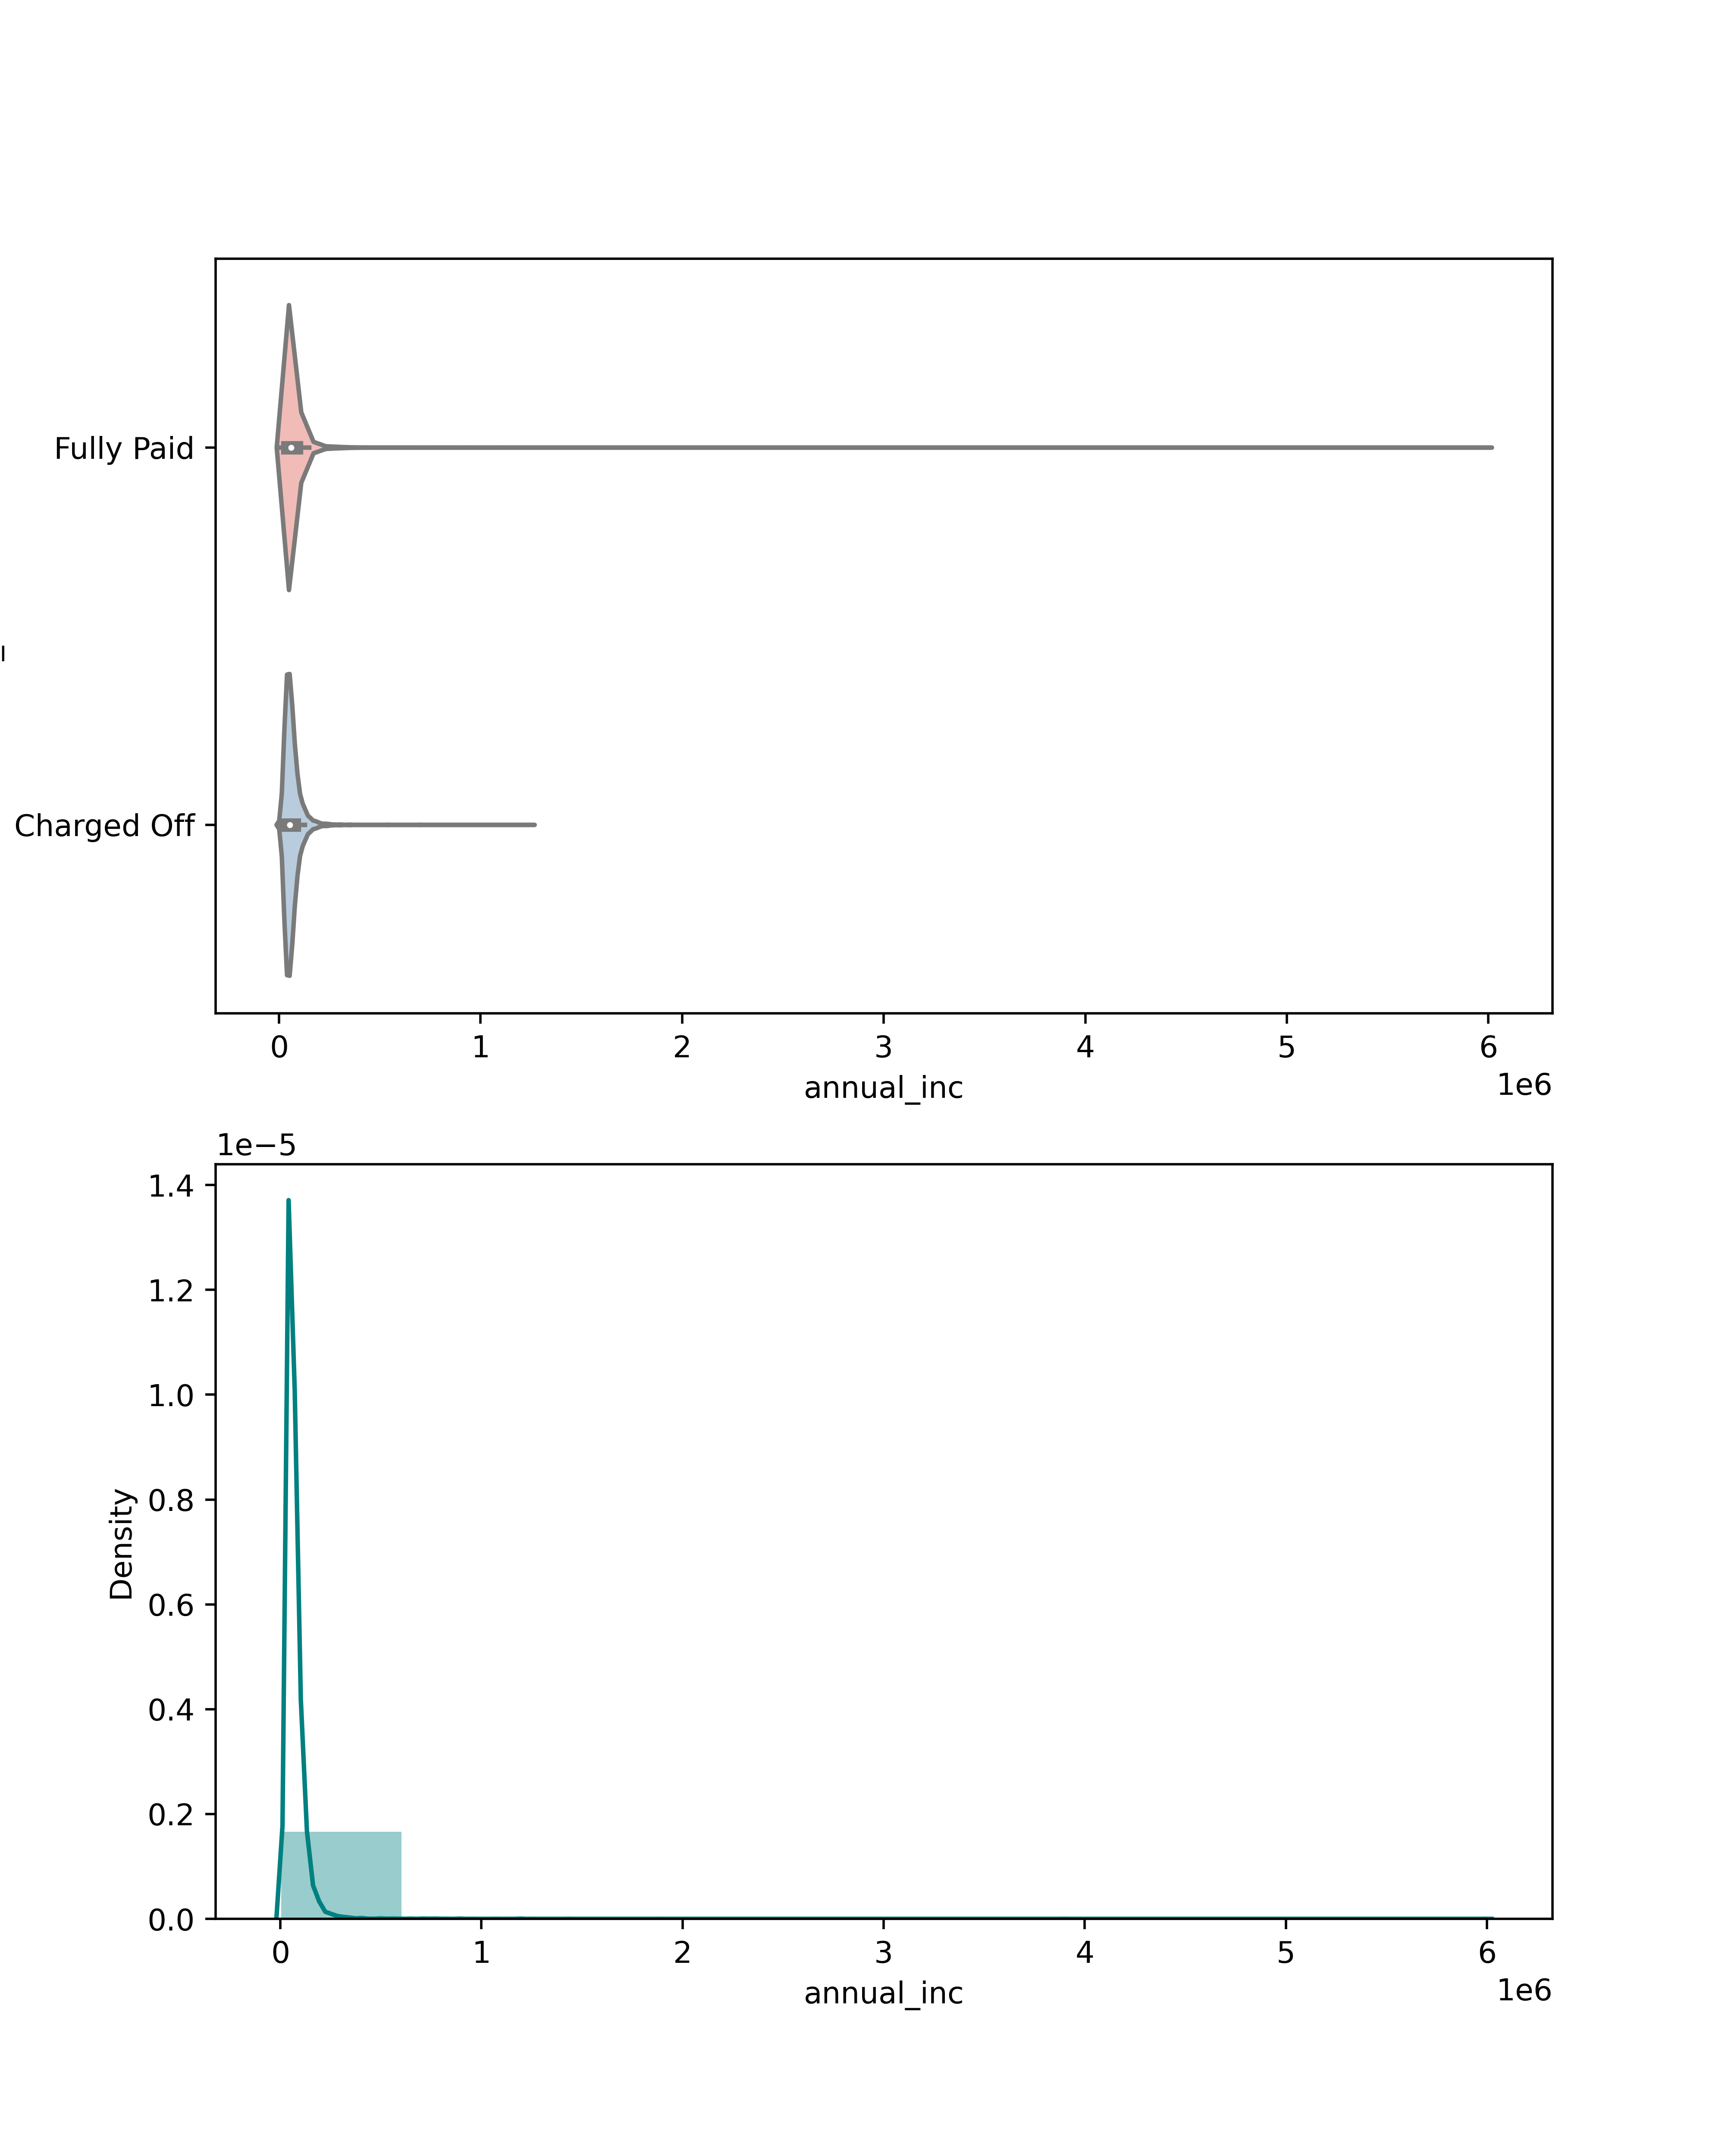 Fully Paid
Charged Off
0 1 2 3 4 5 6
annual_inc
1e6
1e−5
1.4
1.2
1.0
0.8
0.6
0.4
0.2
0.0
Density
0 1 2 3 4 5 6
annual_inc
1e6